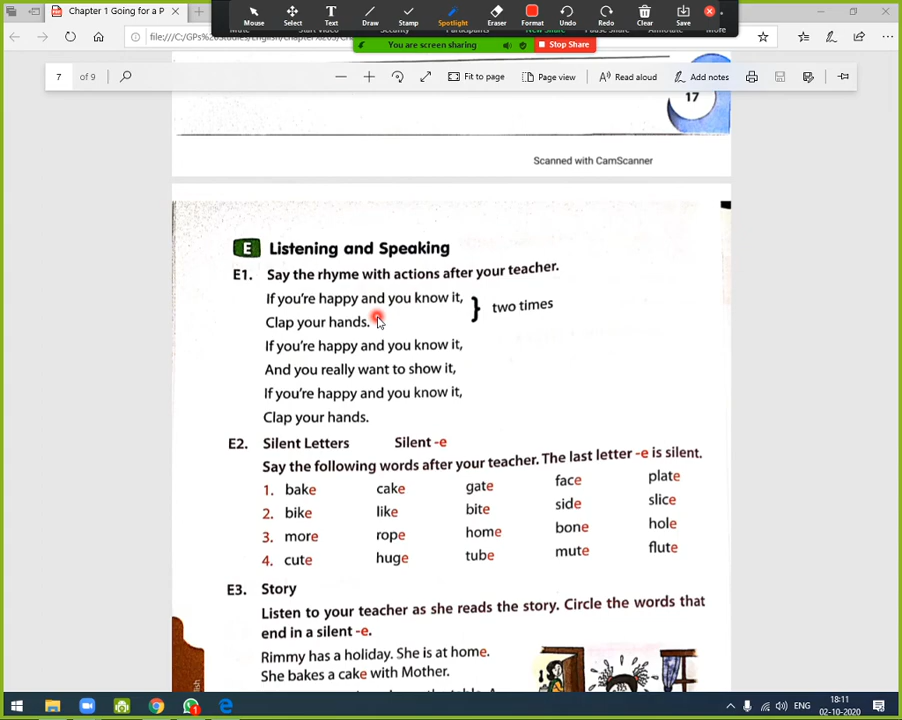 Chapter 1 Going for a P
Mouse Select Text Draw Stamp Spotlight Eraser Format Undo Redo Clear Save
You are screen sharing Stop Share
7 of 9 Fit to page Page view Read aloud Add notes
17
Scanned with CamScanner
E Listening and Speaking
E1. Say the rhyme with actions after your teacher.
If you're happy and you know it,
Clap your hands.
} two times
If you're happy and you know it,
And you really want to show it,
If you're happy and you know it,
Clap your hands.
E2. Silent Letters Silent -e
Say the following words after your teacher. The last letter -e is silent.
1. bake cake gate face plate
2. bike like bite side slice
3. more rope home bone hole
4. cute huge tube mute flute
E3. Story
Listen to your teacher as she reads the story. Circle the words that
end in a silent -e.
Rimmy has a holiday. She is at home.
She bakes a cake with Mother.
ENG
18:11
02-10-2020